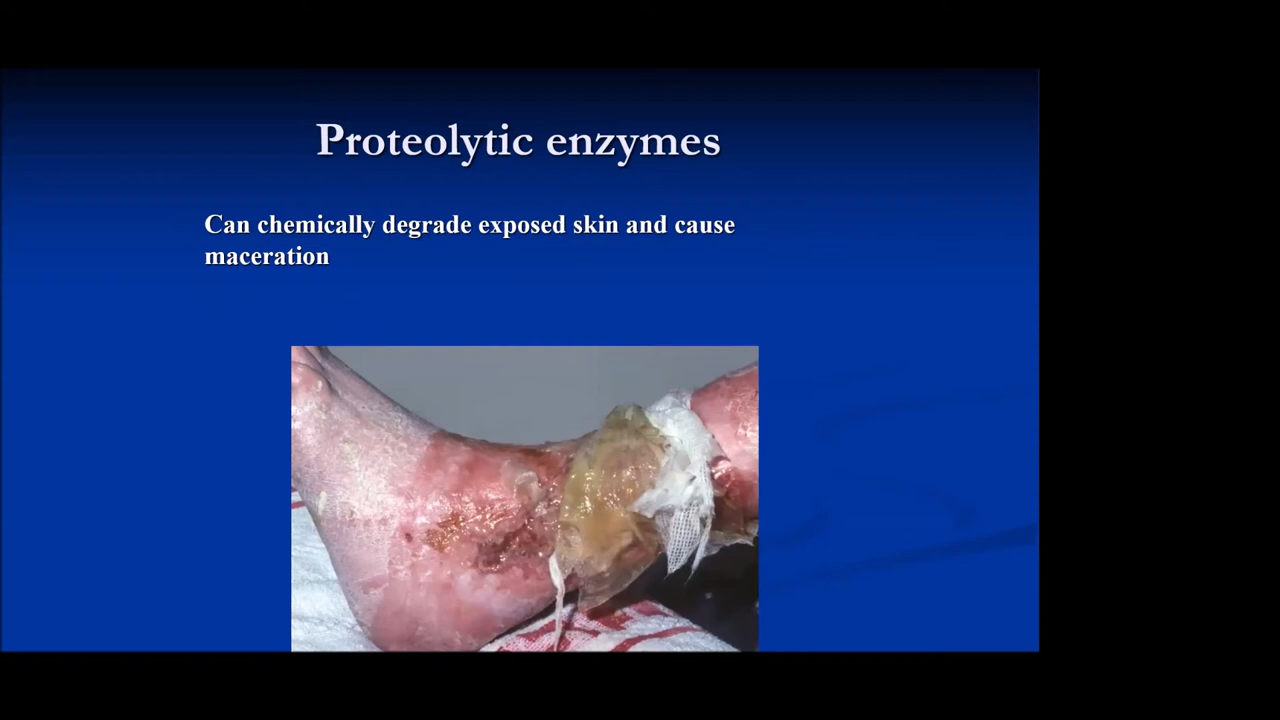 Proteolytic enzymes
Can chemically degrade exposed skin and cause
maceration